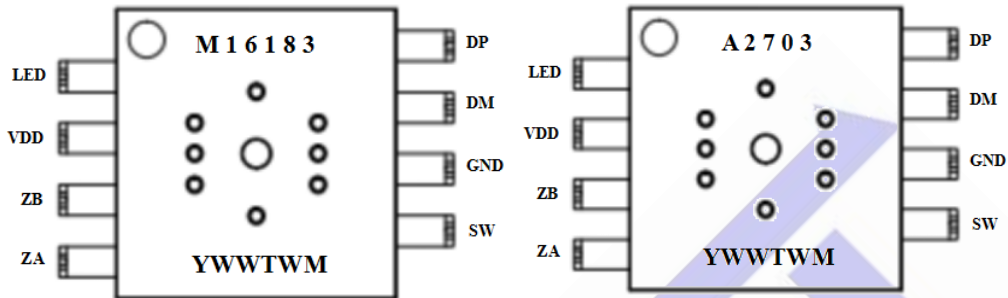 M 1 6 1 8 3
LED
VDD
ZB
ZA
DP
DM
GND
SW
YWWTWM
A 2 7 0 3
LED
VDD
ZB
ZA
DP
DM
GND
SW
YWWTWM